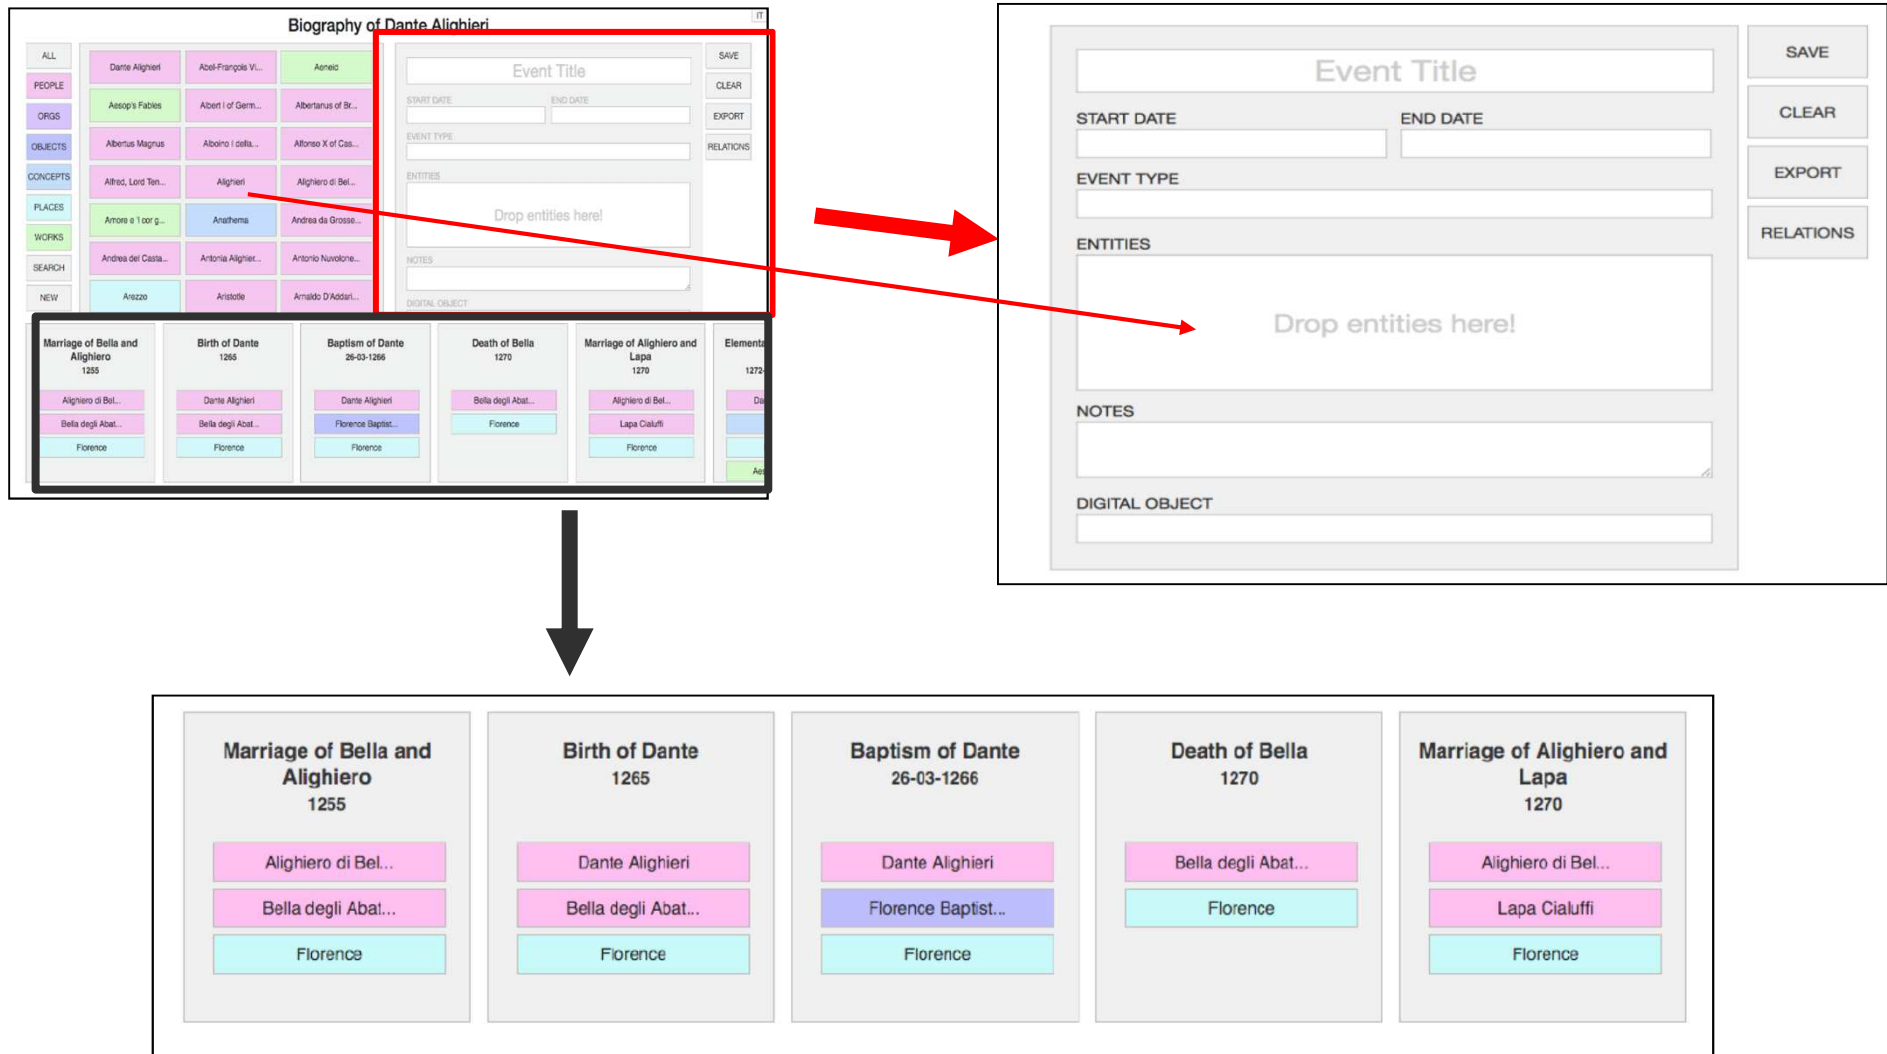 Biography of Dante Alighieri
IT
ALL
PEOPLE
ORGS
OBJECTS
CONCEPTS
PLACES
WORKS
SEARCH
NEW
Dante Alighieri
Abel-François Vi...
Aeneid
Aesop's Fables
Albert I of Germ...
Albertanus of Br...
Albertus Magnus
Alboino I della...
Alfonso X of Cas...
Alfred, Lord Ten...
Alighieri
Alighiero di Bel...
Amore e 'l cor g...
Anathema
Andrea da Grosse...
Andrea del Casta...
Antonia Alighier...
Antonio Nuvolone...
Arezzo
Aristotle
Arnaldo D'Addari...
Event Title
START DATE
END DATE
EVENT TYPE
ENTITIES
Drop entities here!
NOTES
DIGITAL OBJECT
SAVE
CLEAR
EXPORT
RELATIONS
Marriage of Bella and
Alighiero
1255
Alighiero di Bel...
Bella degli Abat...
Florence
Birth of Dante
1265
Dante Alighieri
Bella degli Abat...
Florence
Baptism of Dante
26-03-1266
Dante Alighieri
Florence Baptist...
Florence
Death of Bella
1270
Bella degli Abat...
Florence
Marriage of Alighiero and
Lapa
1270
Alighiero di Bel...
Lapa Cialuffi
Florence
Elementa
1272-
Da
Aes
Event Title
START DATE
END DATE
EVENT TYPE
ENTITIES
Drop entities here!
NOTES
DIGITAL OBJECT
SAVE
CLEAR
EXPORT
RELATIONS
Marriage of Bella and
Alighiero
1255
Alighiero di Bel...
Bella degli Abat...
Florence
Birth of Dante
1265
Dante Alighieri
Bella degli Abat...
Florence
Baptism of Dante
26-03-1266
Dante Alighieri
Florence Baptist...
Florence
Death of Bella
1270
Bella degli Abat...
Florence
Marriage of Alighiero and
Lapa
1270
Alighiero di Bel...
Lapa Cialuffi
Florence